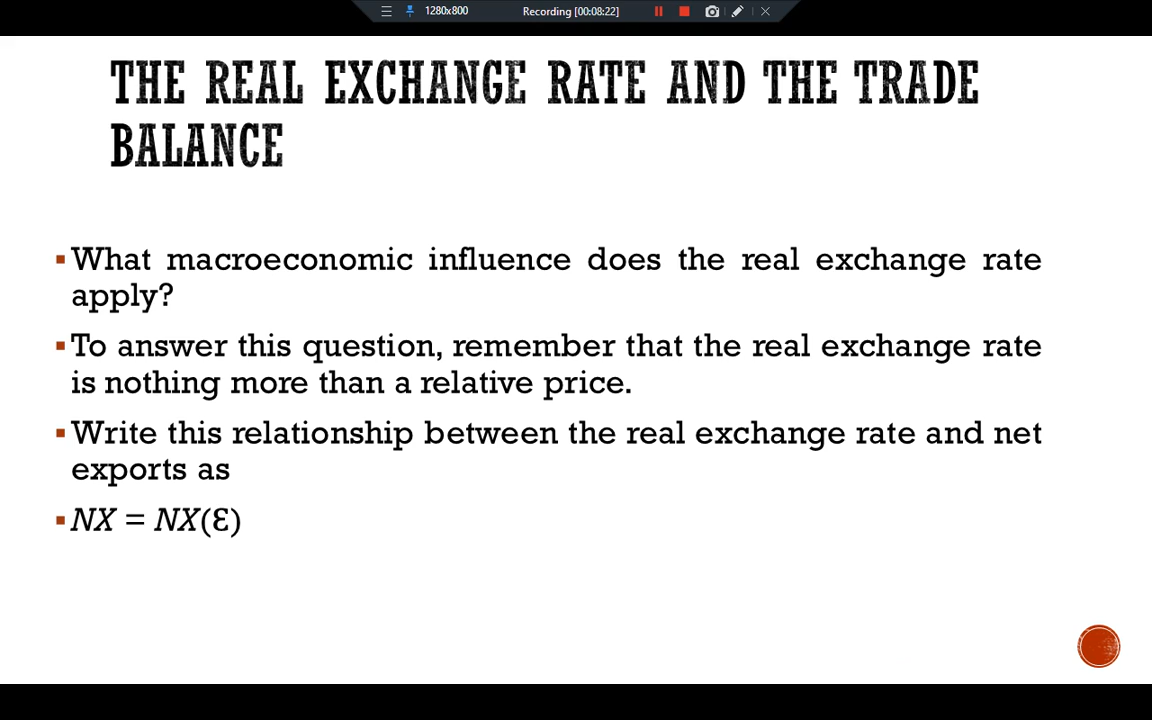 1280x800 Recording [00:08:22]
THE REAL EXCHANGE RATE AND THE TRADE
BALANCE
▪What macroeconomic influence does the real exchange rate
apply?
▪To answer this question, remember that the real exchange rate
is nothing more than a relative price.
▪Write this relationship between the real exchange rate and net
exports as
▪NX = NX(Ɛ)